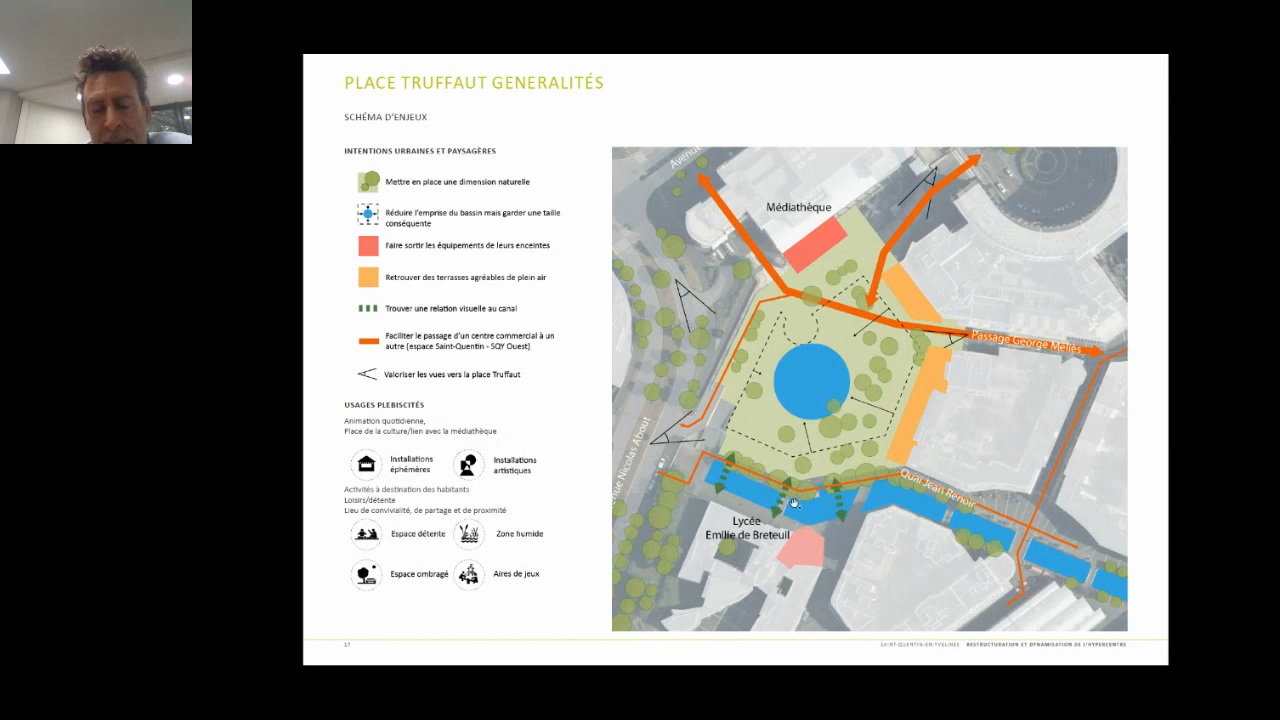 PLACE TRUFFAUT GENERALITÉS
SCHÉMA D'ENJEUX
INTENTIONS URBAINES ET PAYSAGÈRES
Mettre en place une dimension naturelle
Réduire l'emprise du bassin mais garder une taille
conséquente
Faire sortir les équipements de leurs enceintes
Retrouver des terrasses agréables de plein air
Trouver une relation visuelle au canal
Faciliter le passage d'un centre commercial à un
autre (espace Saint-Quentin - SQY Ouest)
Valoriser les vues vers la place Truffaut
USAGES PLEBISCITÉS
Animation quotidienne,
Place de la culture/lien avec la médiathèque
Installations
éphémères
Installations
artistiques
Activités à destination des habitants
Loisirs/détente
Lieu de convivialité, de partage et de proximité
Espace détente
Zone humide
Espace ombragé
Aires de jeux
Avenue
Médiathèque
Passage George Méliès
enue Nicolas About
Quai Jean Renoir
Lycée
Emilie de Breteuil
17
SAINT-QUENTIN-EN-YVELINES RESTRUCTURATION ET DYNAMISATION DE L'HYPERCENTRE